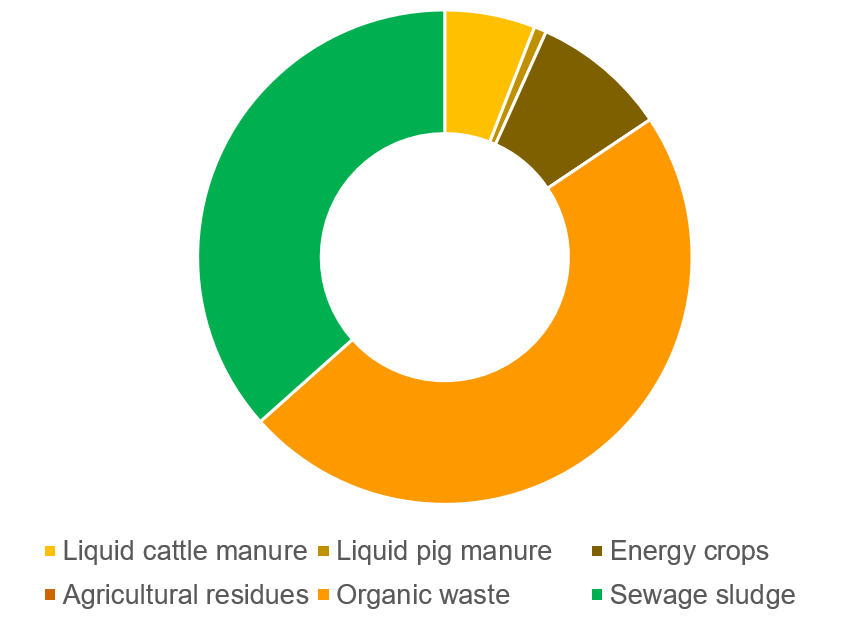 Liquid cattle manure Liquid pig manure Energy crops
Agricultural residues Organic waste Sewage sludge